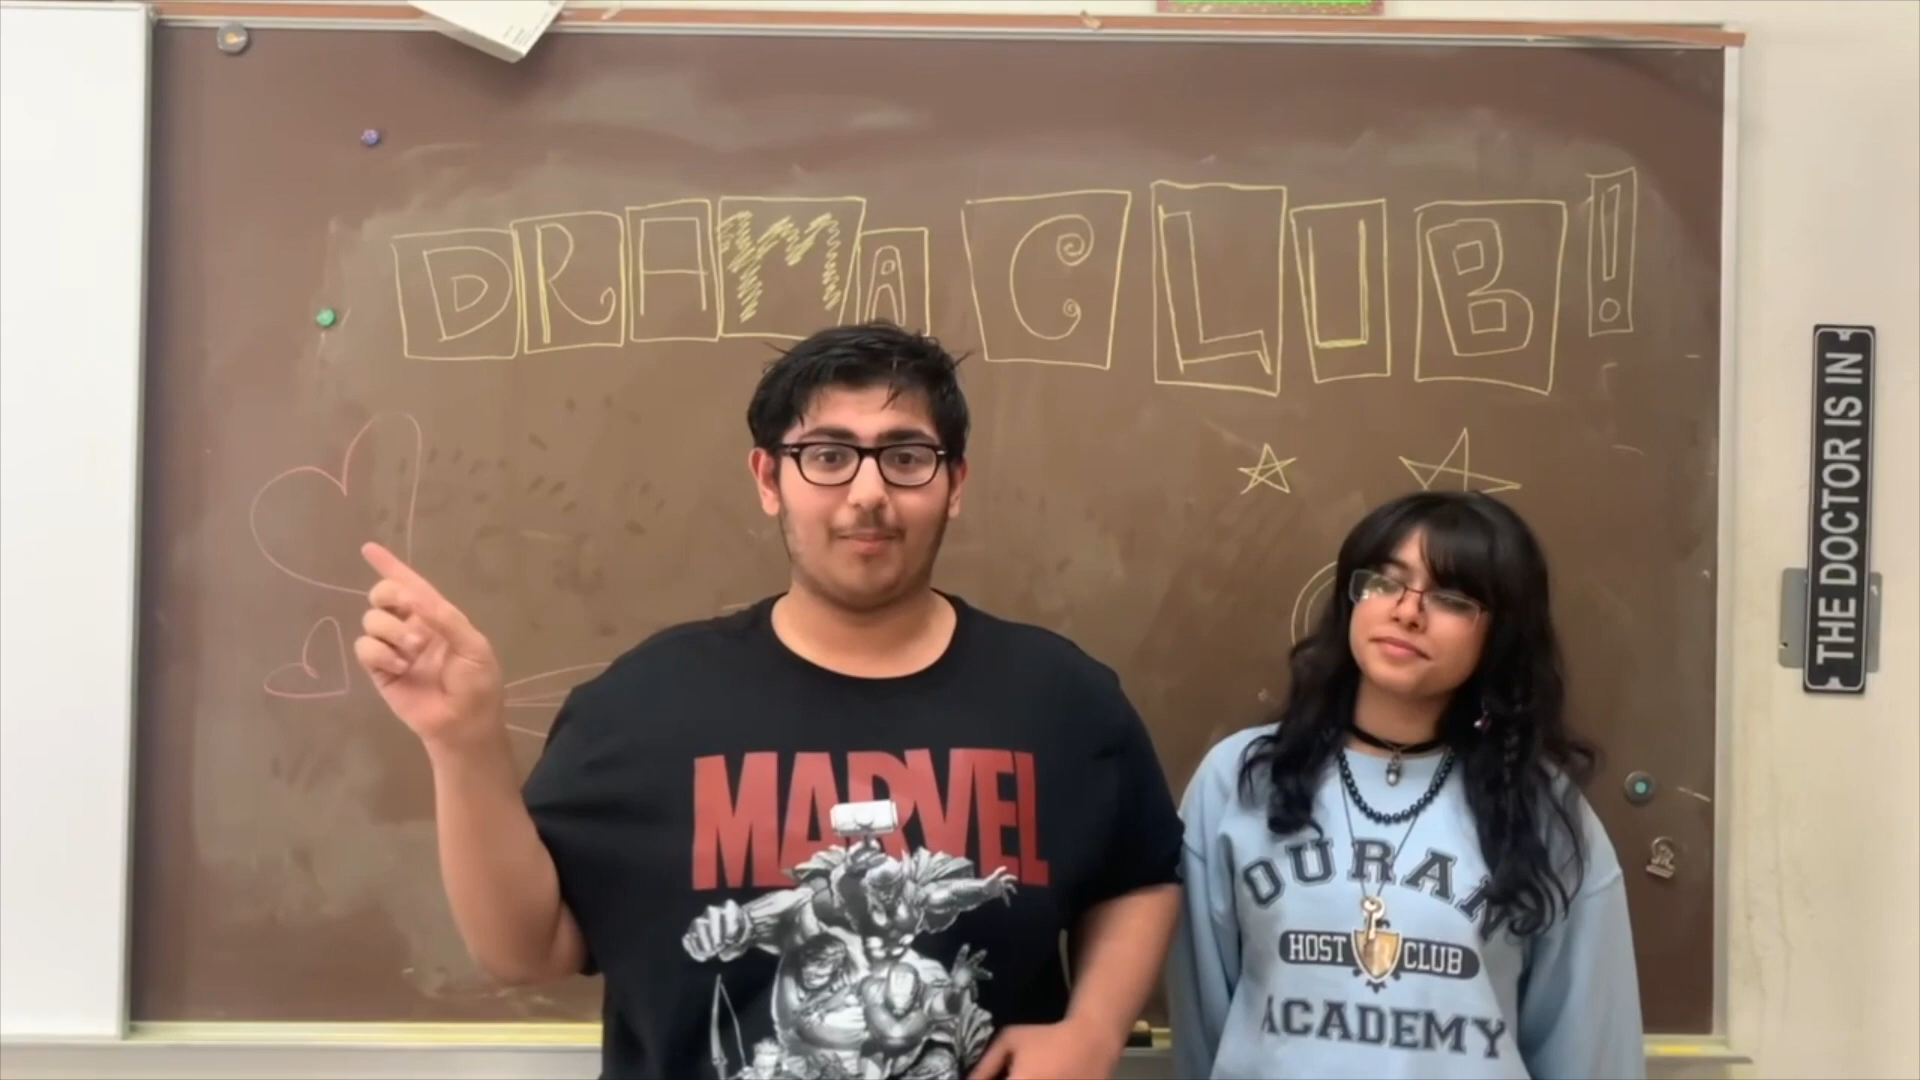 DRAMA CLUB!
THE DOCTOR IS IN
MARVEL
OURAN
HOST CLUB
ACADEMY